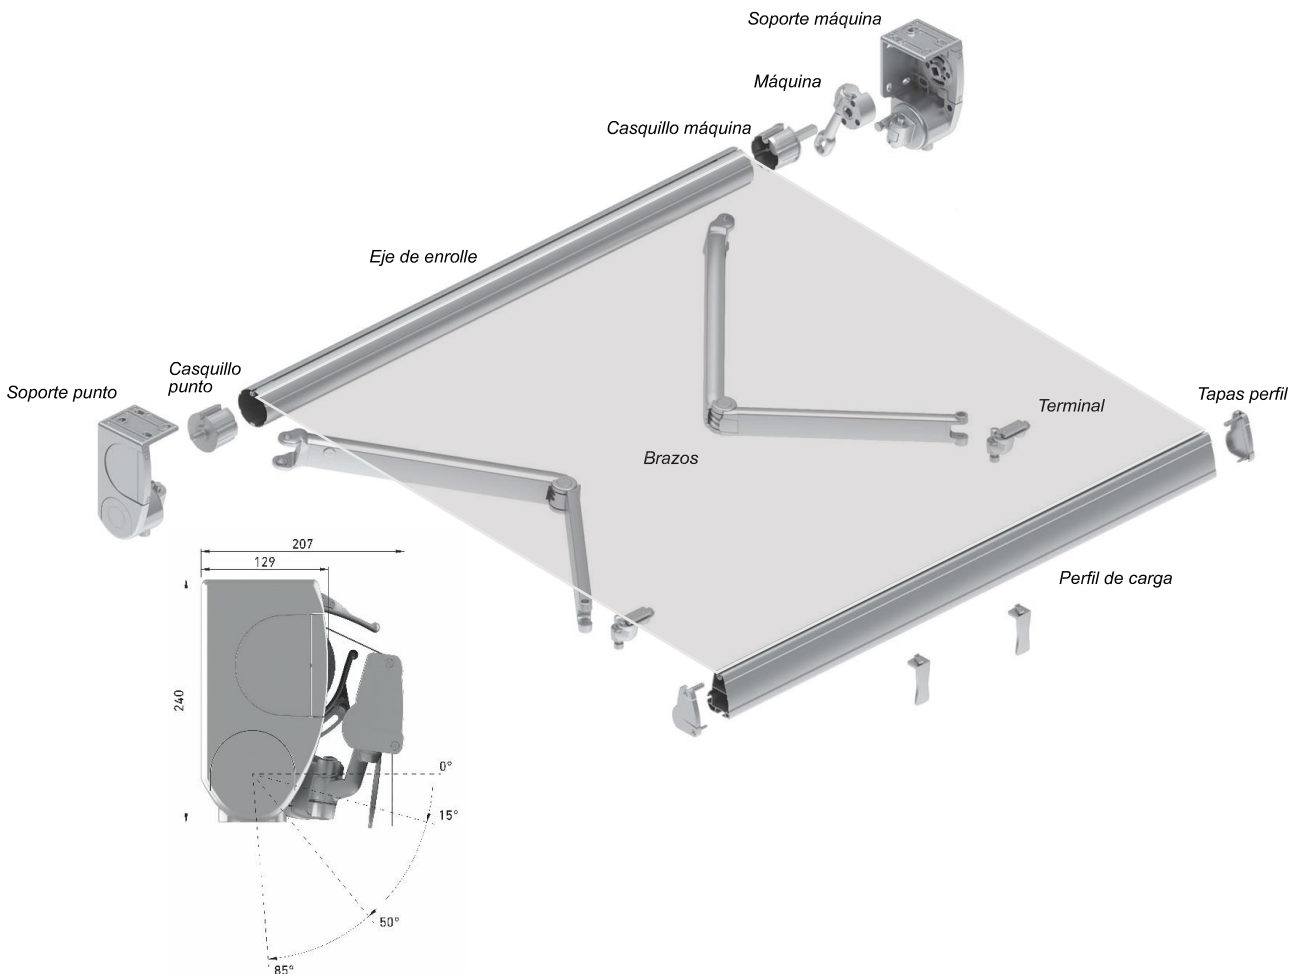 Soporte máquina
Máquina
Casquillo máquina
Eje de enrolle
Casquillo
punto
Soporte punto
Tapas perfil
Terminal
Brazos
Perfil de carga
207
129
240
0°
15°
50°
85°